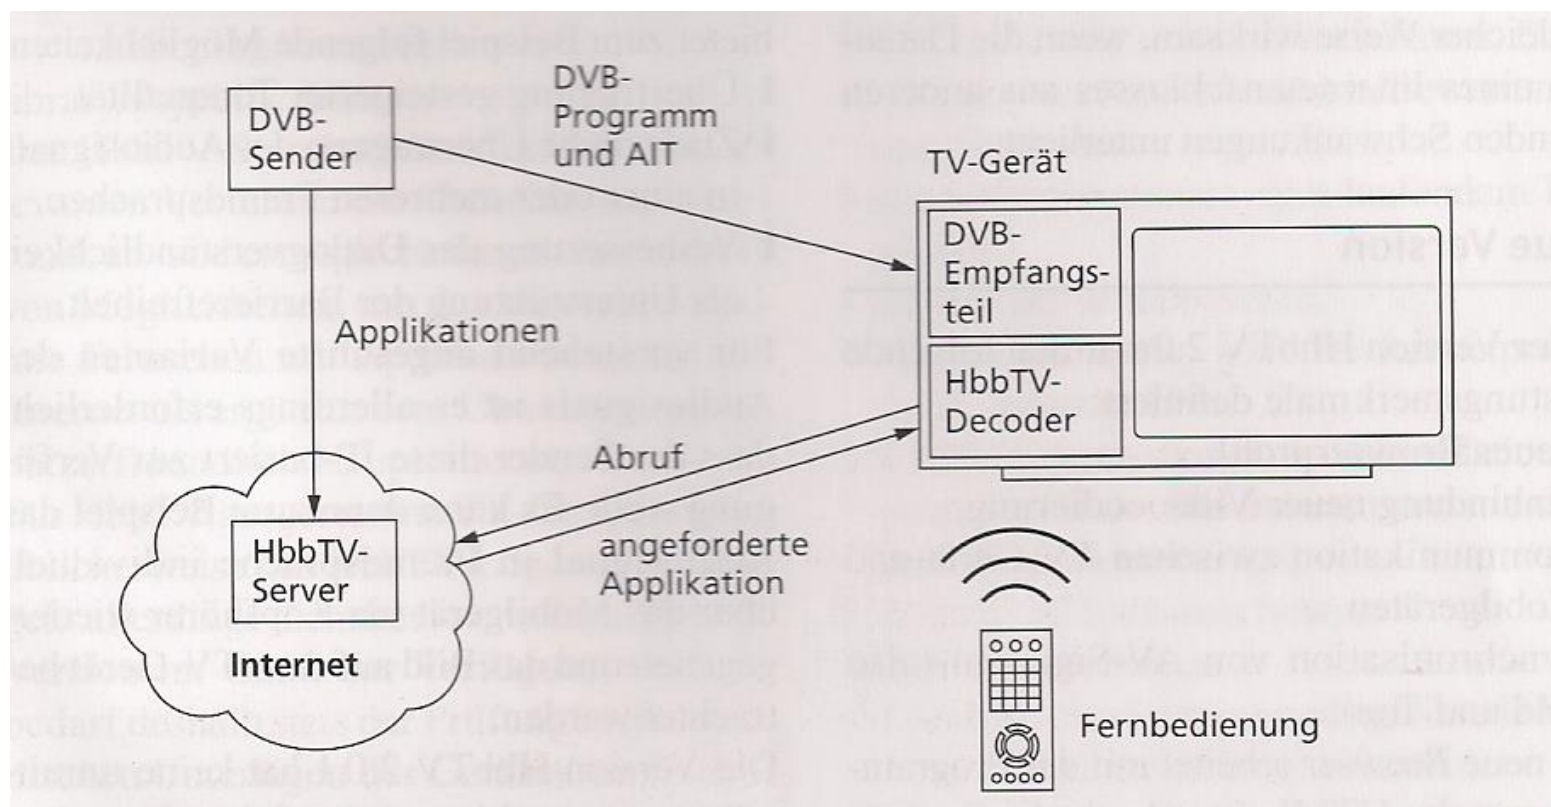 DVB-
Sender
DVB-
Programm
und AIT
TV-Gerät
DVB-
Empfangs-
teil
Applikationen
HbbTV-
Decoder
Abruf
angeforderte
Applikation
HbbTV-
Server
Internet
Fernbedienung